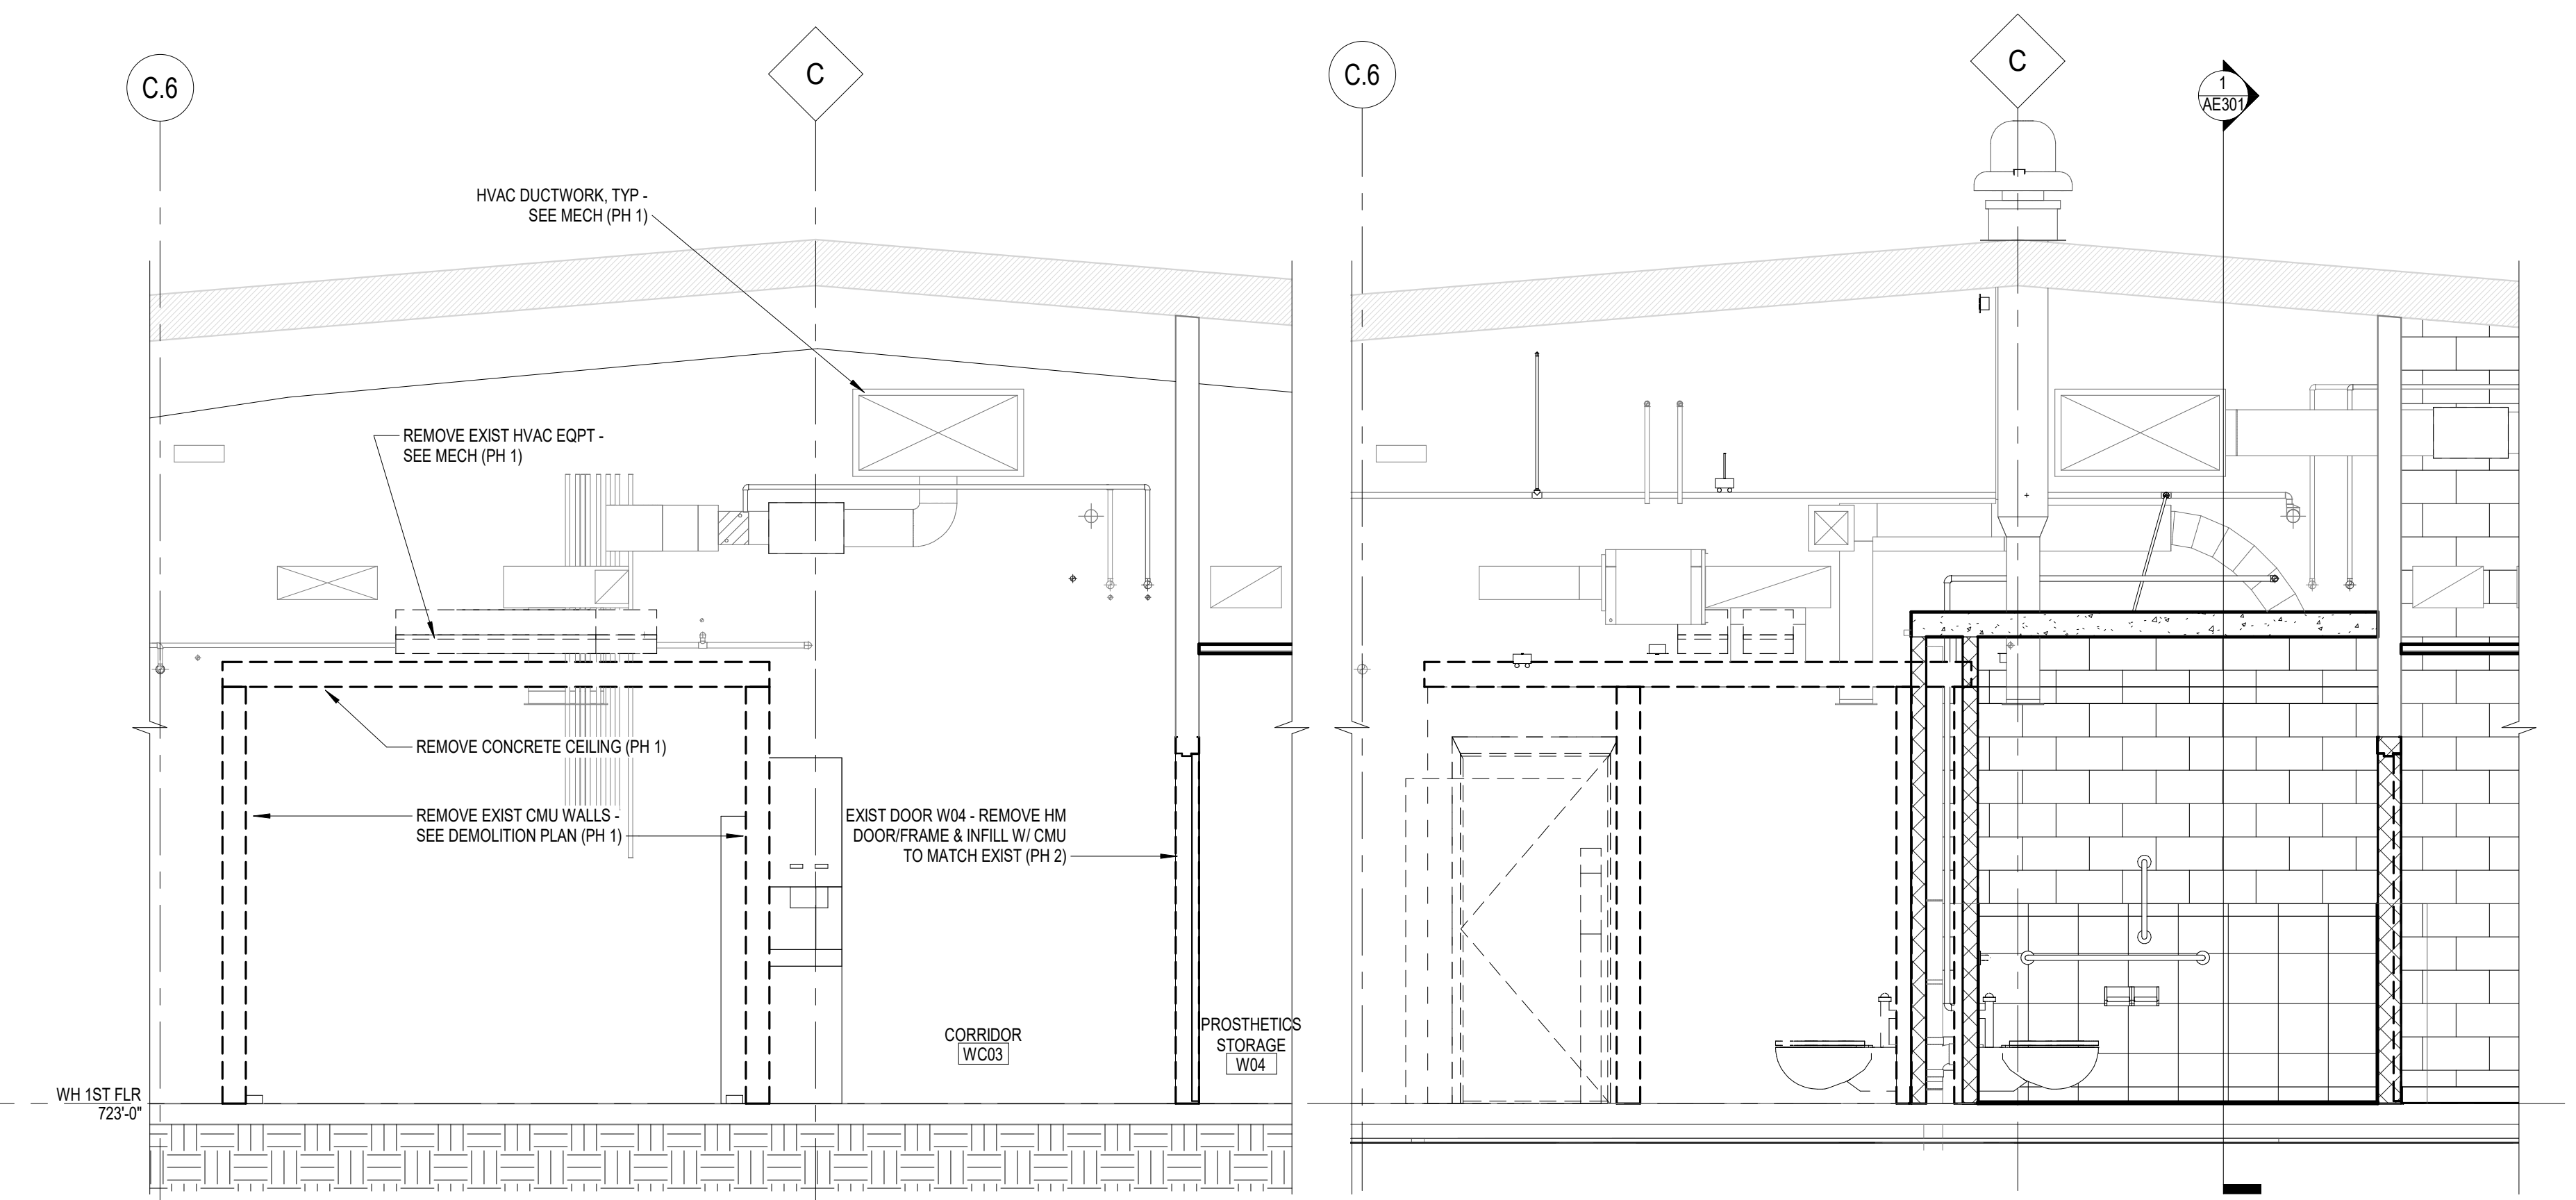 C.6
C
C.6
C
1
AE301
HVAC DUCTWORK, TYP -
SEE MECH (PH 1)
REMOVE EXIST HVAC EQPT -
SEE MECH (PH 1)
REMOVE CONCRETE CEILING (PH 1)
REMOVE EXIST CMU WALLS -
SEE DEMOLITION PLAN (PH 1)
EXIST DOOR W04 - REMOVE HM
DOOR/FRAME & INFILL W/ CMU
TO MATCH EXIST (PH 2)
CORRIDOR
WC03
PROSTHETICS
STORAGE
W04
WH 1ST FLR
723'-0"